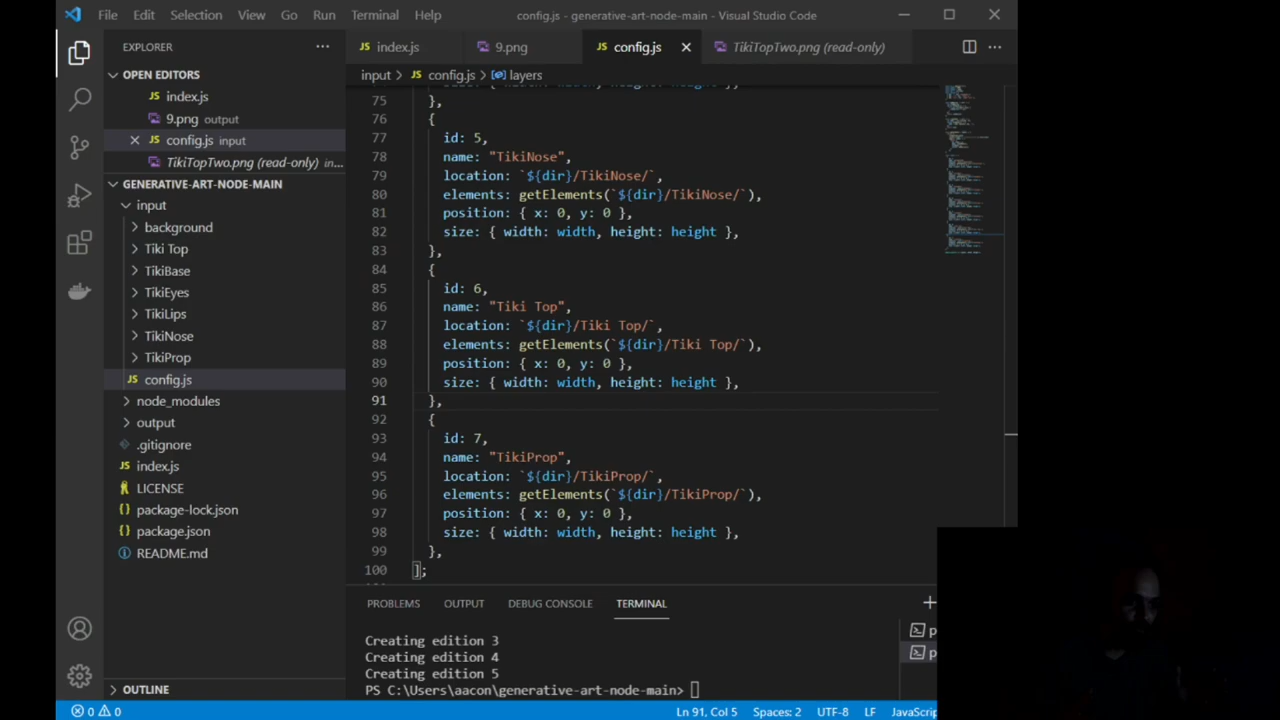 File Edit Selection View Go Run Terminal Help config.js - generative-art-node-main - Visual Studio Code
EXPLORER
OPEN EDITORS
index.js
9.png output
config.js input
TikiTopTwo.png (read-only) in...
GENERATIVE-ART-NODE-MAIN
input
background
Tiki Top
TikiBase
TikiEyes
TikiLips
TikiNose
TikiProp
config.js
node_modules
output
.gitignore
index.js
LICENSE
package-lock.json
package.json
README.md
OUTLINE
index.js 9.png config.js TikiTopTwo.png (read-only)
input > config.js > layers
75 },
76 {
77 id: 5,
78 name: "TikiNose",
79 location: `${dir}/TikiNose/`,
80 elements: getElements(`${dir}/TikiNose/`),
81 position: { x: 0, y: 0 },
82 size: { width: width, height: height },
83 },
84 {
85 id: 6,
86 name: "Tiki Top",
87 location: `${dir}/Tiki Top/`,
88 elements: getElements(`${dir}/Tiki Top/`),
89 position: { x: 0, y: 0 },
90 size: { width: width, height: height },
91 },
92 {
93 id: 7,
94 name: "TikiProp",
95 location: `${dir}/TikiProp/`,
96 elements: getElements(`${dir}/TikiProp/`),
97 position: { x: 0, y: 0 },
98 size: { width: width, height: height },
99 },
100 ];
PROBLEMS OUTPUT DEBUG CONSOLE TERMINAL
Creating edition 3
Creating edition 4
Creating edition 5
PS C:\Users\aacon\generative-art-node-main>
p
p
0 0 Ln 91, Col 5 Spaces: 2 UTF-8 LF JavaScrip